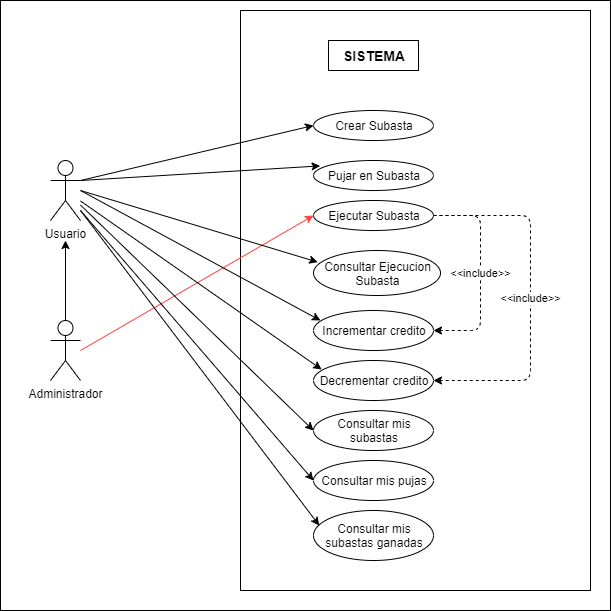 SISTEMA
Crear Subasta
Pujar en Subasta
Ejecutar Subasta
Usuario
Consultar Ejecucion
Subasta
<<include>>
<<include>>
Incrementar credito
Decrementar credito
Administrador
Consultar mis
subastas
Consultar mis pujas
Consultar mis
subastas ganadas